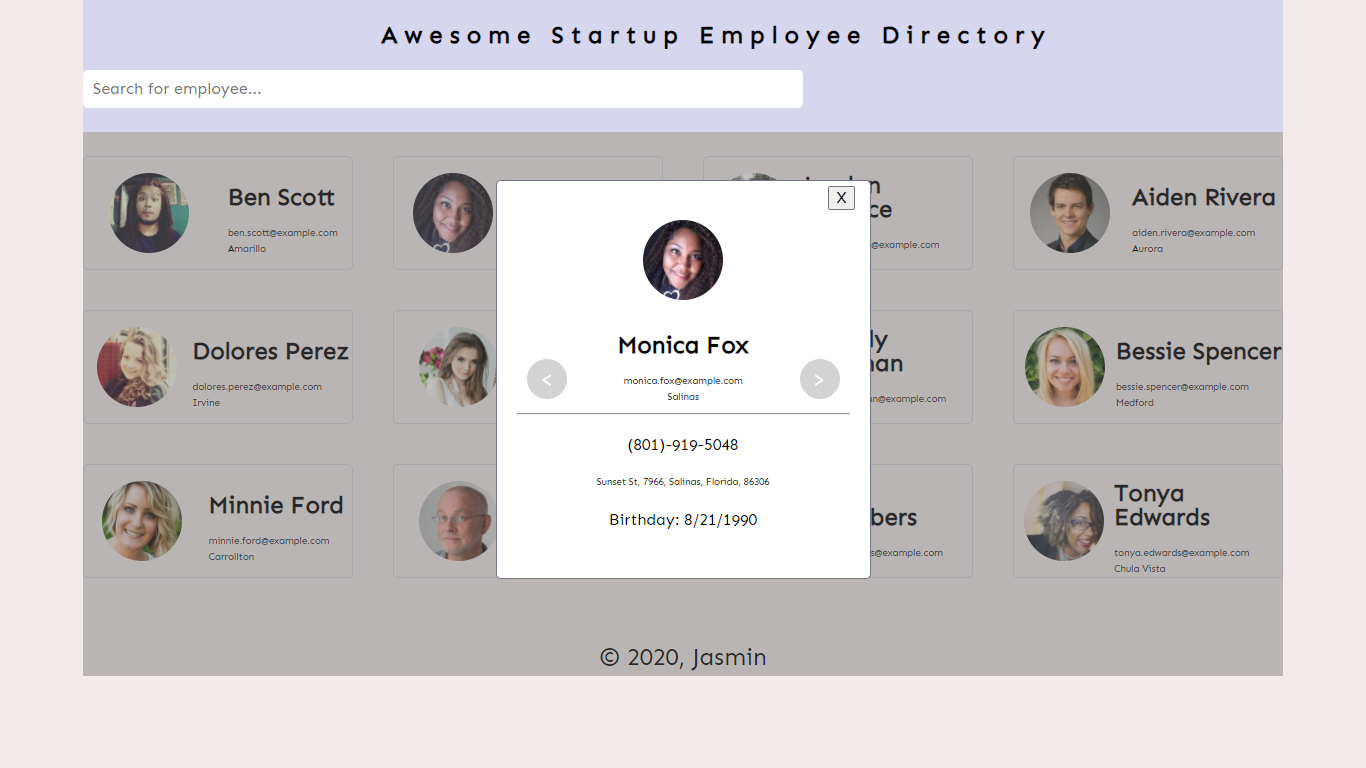 Awesome Startup Employee Directory
Search for employee...
Ben Scott
ben.scott@example.com
Amarillo
@example.com
Aiden Rivera
aiden.rivera@example.com
Aurora
X
Monica Fox
monica.fox@example.com
Salinas
<
>
(801)-919-5048
Sunset St, 7966, Salinas, Florida, 86306
Birthday: 8/21/1990
Dolores Perez
dolores.perez@example.com
Irvine
@example.com
Bessie Spencer
bessie.spencer@example.com
Medford
Minnie Ford
minnie.ford@example.com
Carrollton
@example.com
Tonya
Edwards
tonya.edwards@example.com
Chula Vista
© 2020, Jasmin